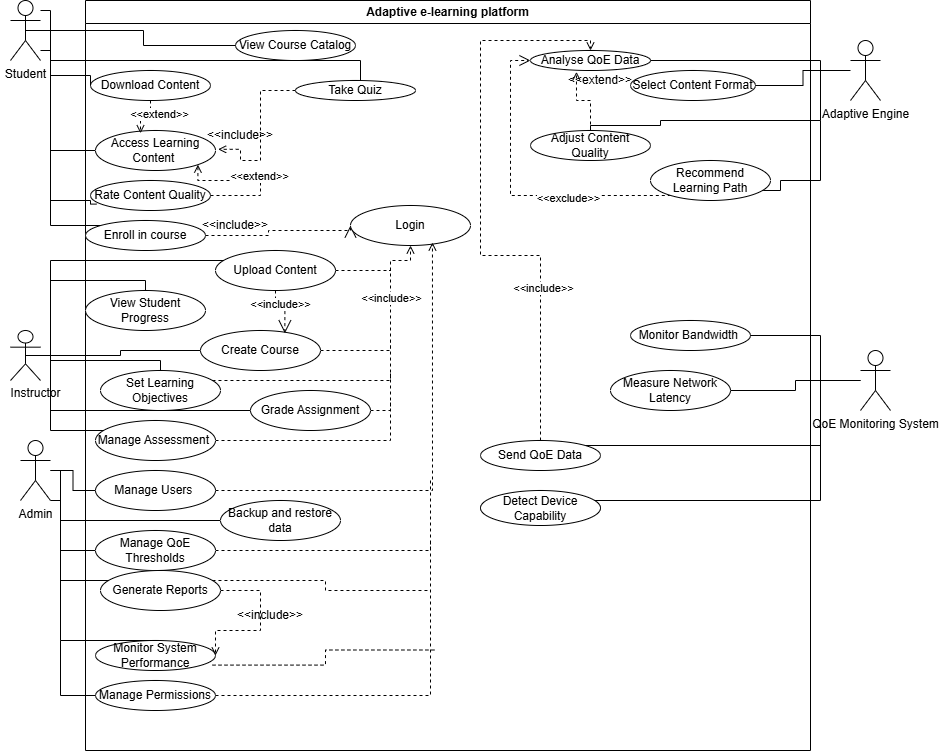 Adaptive e-learning platform
Student
View Course Catalog
Download Content
Take Quiz
<<extend>>
<<include>>
Access Learning
Content
<<extend>>
Rate Content Quality
<<include>>
Enroll in course
Login
Analyse QoE Data
<<extend>>
Select Content Format
Adaptive Engine
Adjust Content
Quality
Recommend
Learning Path
<<exclude>>
Upload Content
<<include>>
<<include>>
<<include>>
View Student
Progress
Create Course
Instructor
Set Learning
Objectives
Grade Assignment
Manage Assessment
Monitor Bandwidth
Measure Network
Latency
QoE Monitoring System
Send QoE Data
Detect Device
Capability
Admin
Manage Users
Backup and restore
data
Manage QoE
Thresholds
Generate Reports
<<include>>
Monitor System
Performance
Manage Permissions